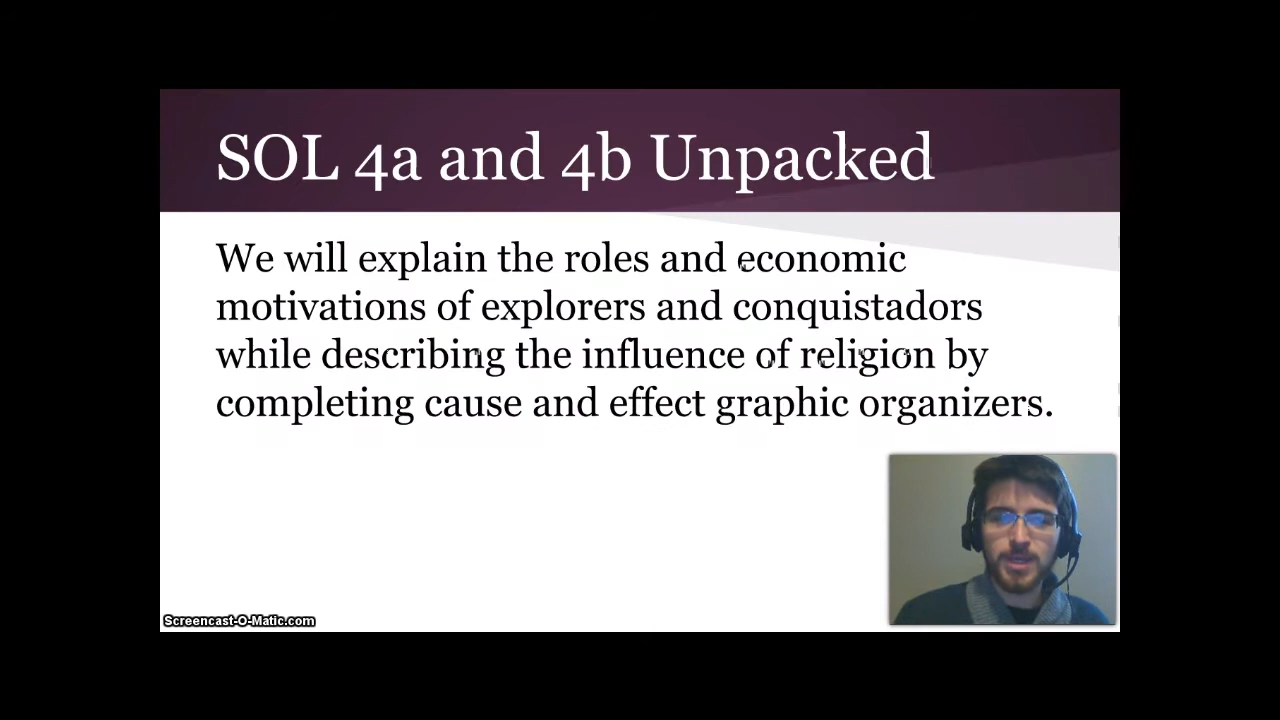 SOL 4a and 4b Unpacked
We will explain the roles and economic
motivations of explorers and conquistadors
while describing the influence of religion by
completing cause and effect graphic organizers.
Screencast-O-Matic.com